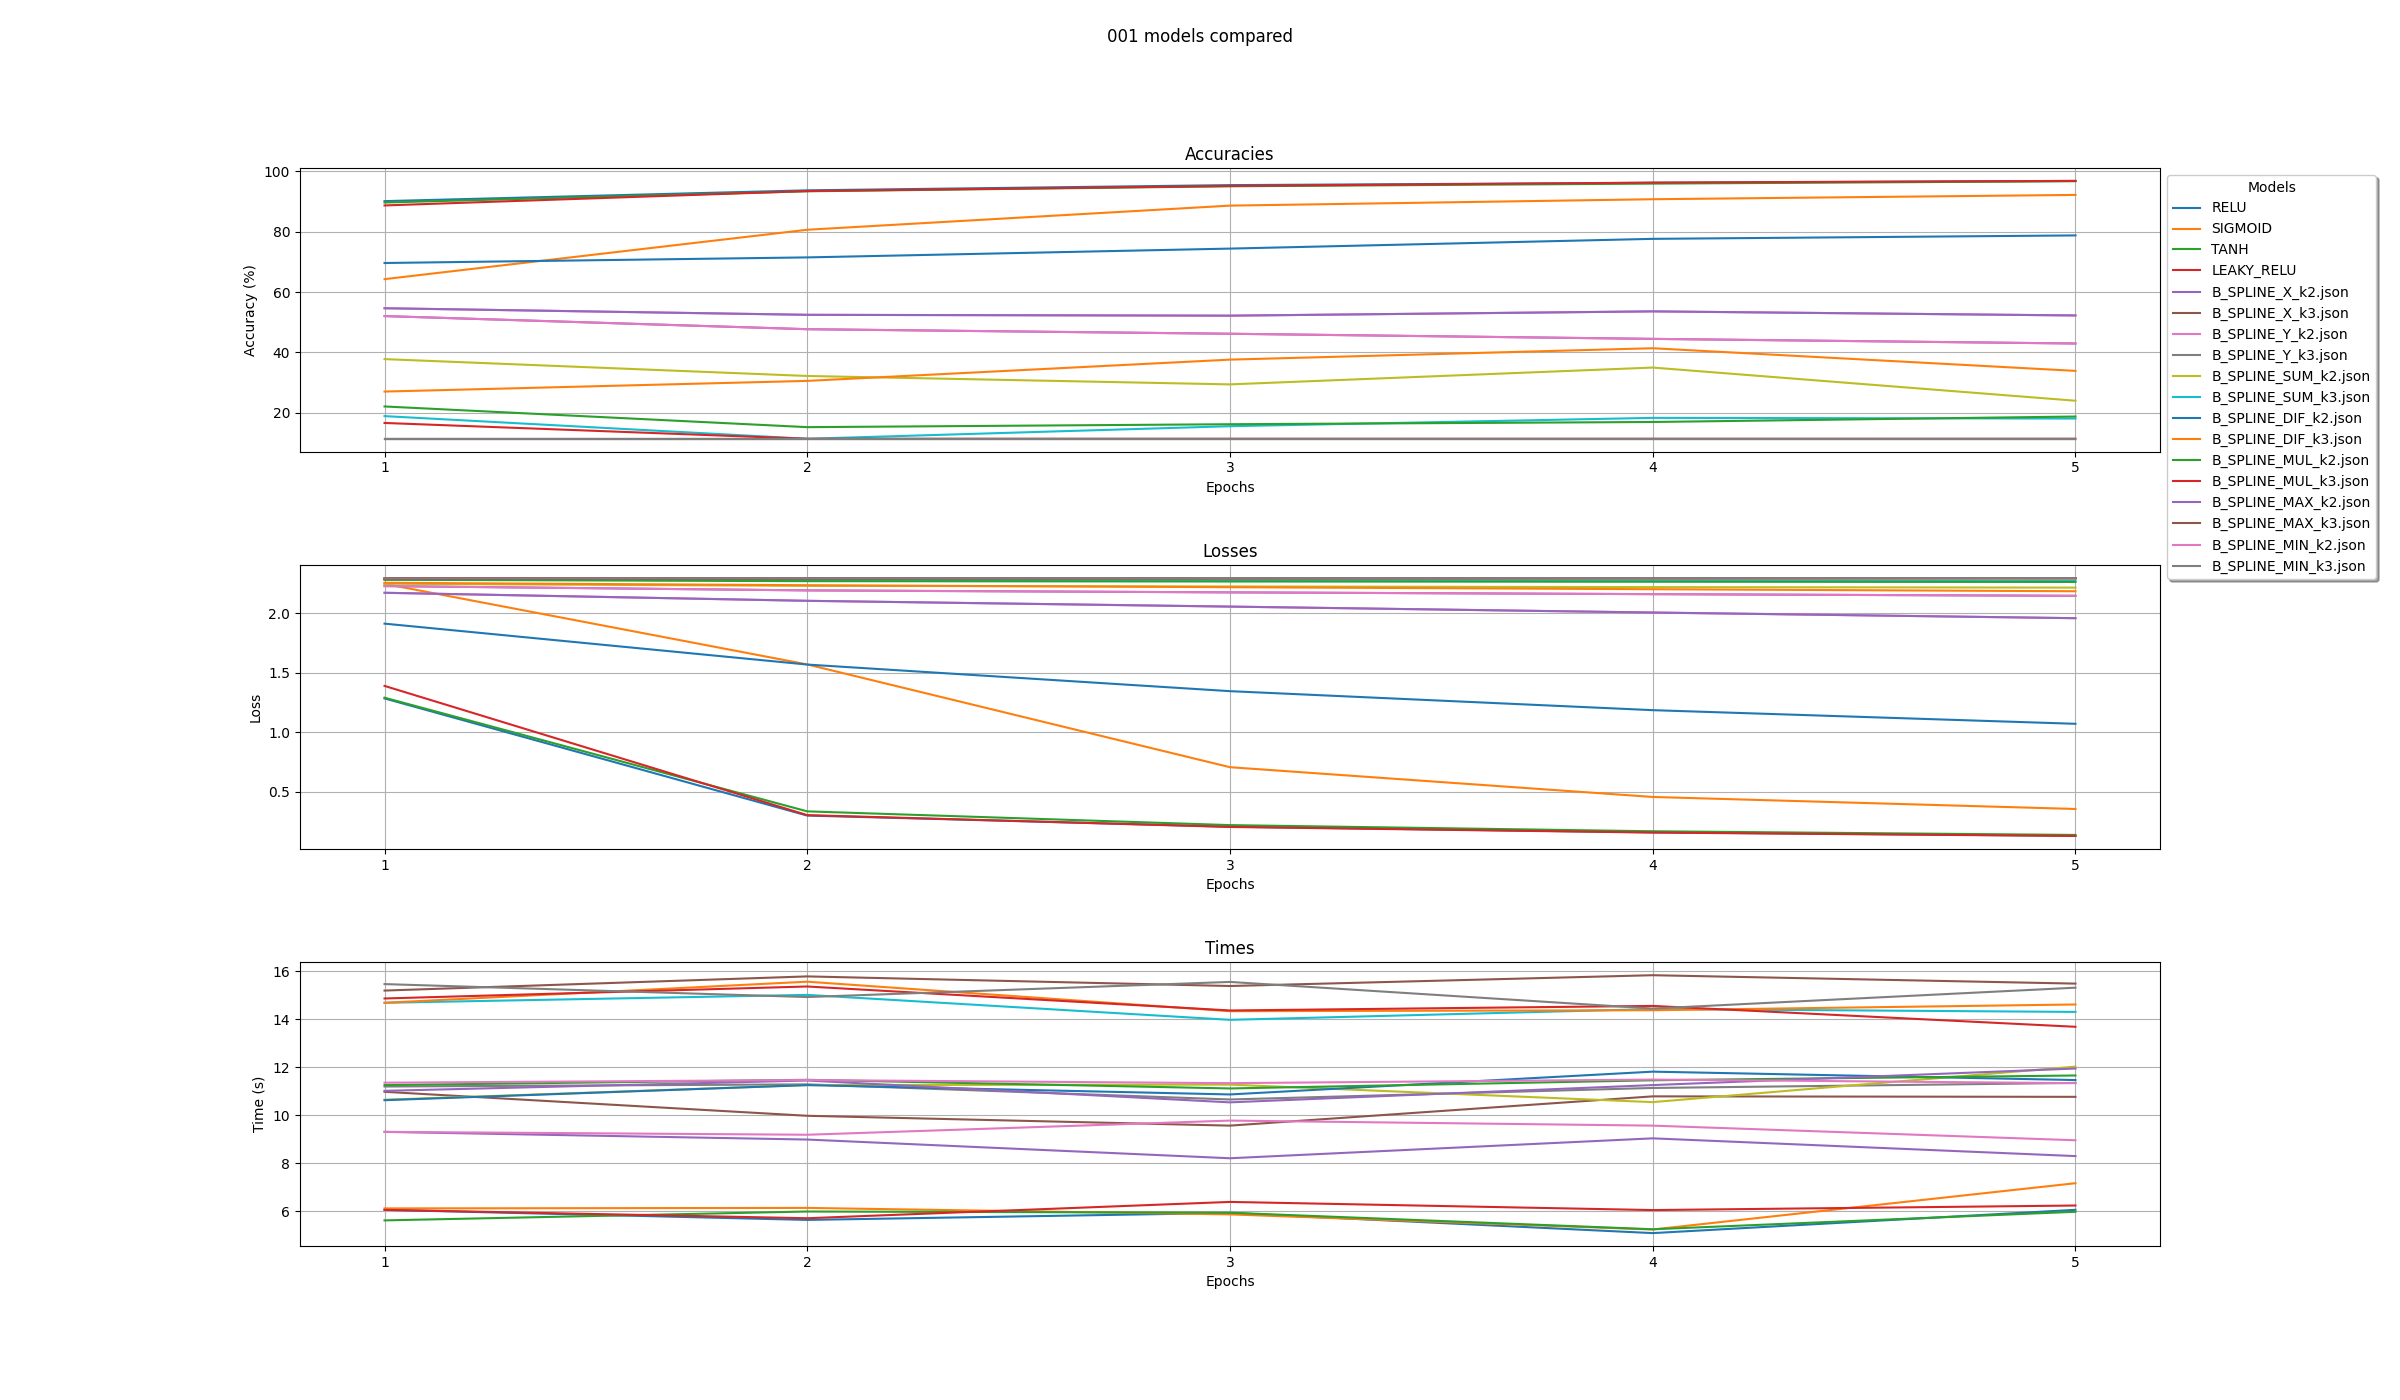 001 models compared
Accuracies
100
80
60
40
20
Accuracy (%)
1 2 3 4 5
Epochs
Models
RELU
SIGMOID
TANH
LEAKY_RELU
B_SPLINE_X_k2.json
B_SPLINE_X_k3.json
B_SPLINE_Y_k2.json
B_SPLINE_Y_k3.json
B_SPLINE_SUM_k2.json
B_SPLINE_SUM_k3.json
B_SPLINE_DIF_k2.json
B_SPLINE_DIF_k3.json
B_SPLINE_MUL_k2.json
B_SPLINE_MUL_k3.json
B_SPLINE_MAX_k2.json
B_SPLINE_MAX_k3.json
B_SPLINE_MIN_k2.json
B_SPLINE_MIN_k3.json
Losses
2.0
1.5
1.0
0.5
Loss
1 2 3 4 5
Epochs
Times
16
14
12
10
8
6
Time (s)
1 2 3 4 5
Epochs